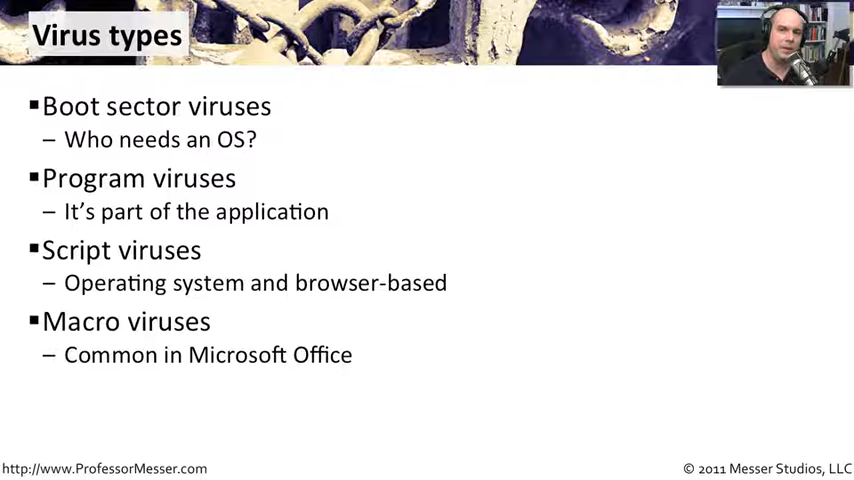 Virus types
▪Boot sector viruses
– Who needs an OS?
▪Program viruses
– It's part of the application
▪Script viruses
– Operating system and browser-based
▪Macro viruses
– Common in Microsoft Office
http://www.ProfessorMesser.com
© 2011 Messer Studios, LLC